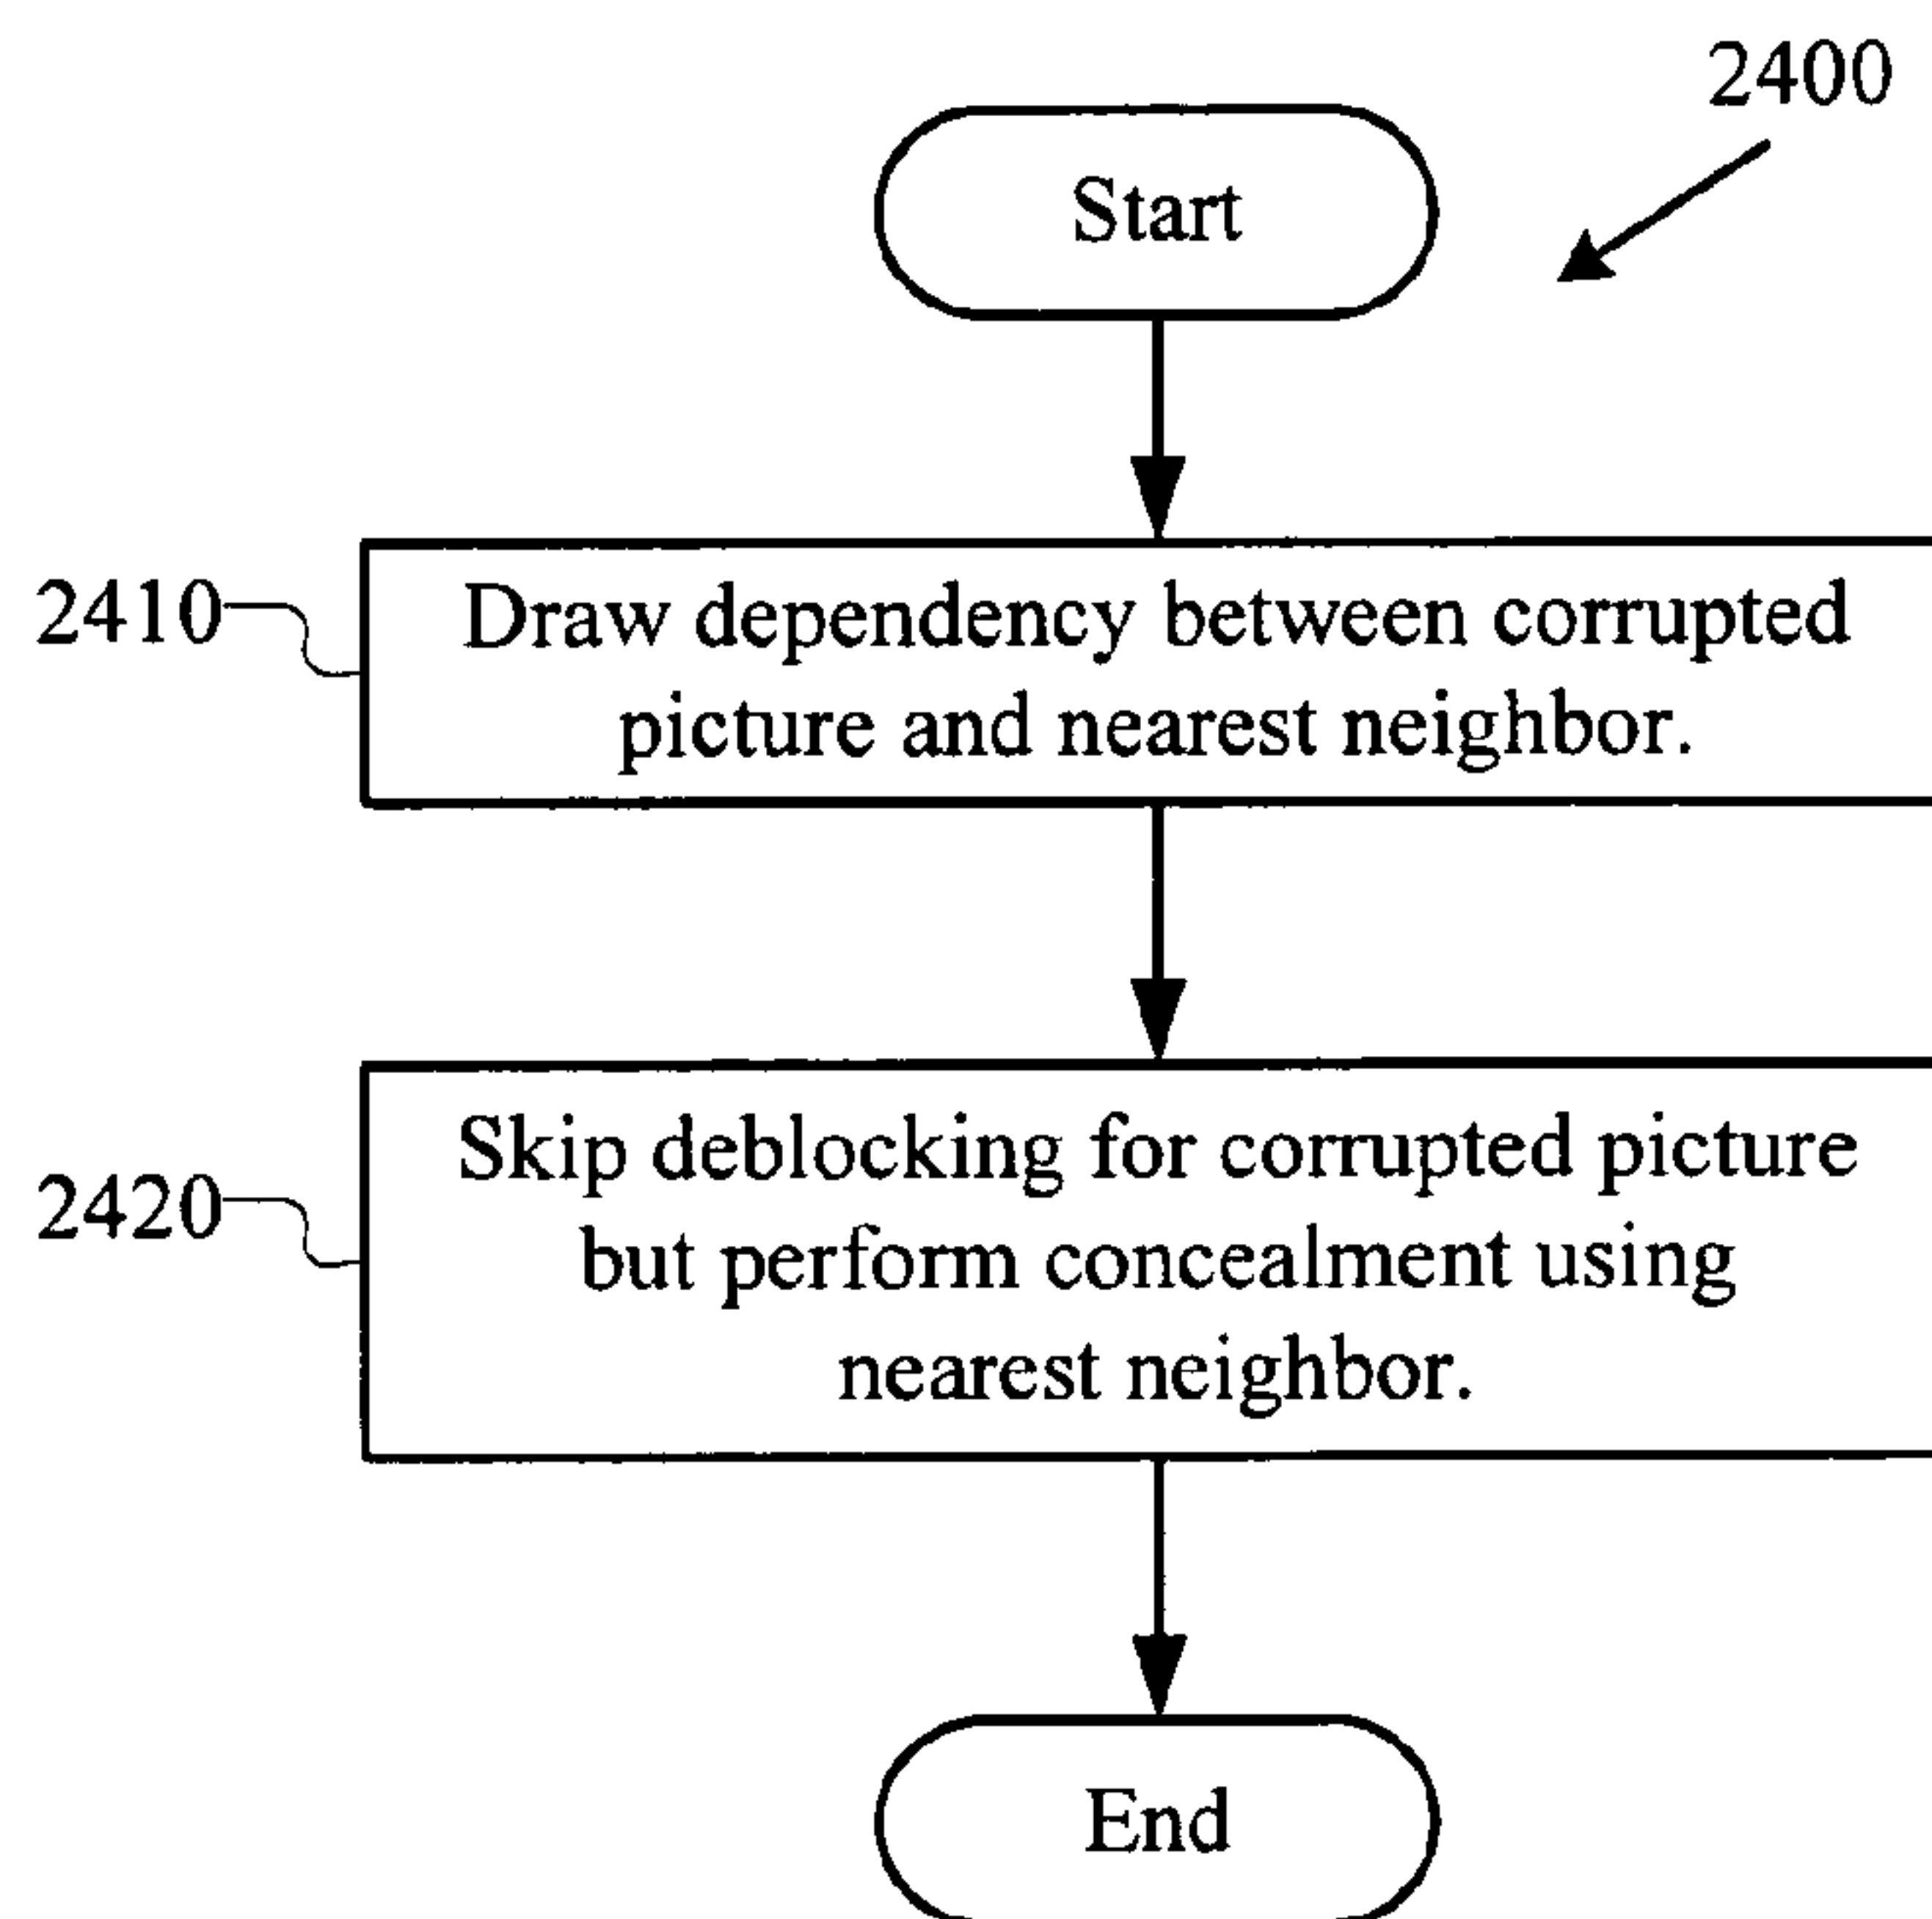 2400
Start
2410
Draw dependency between corrupted
picture and nearest neighbor.
2420
Skip deblocking for corrupted picture
but perform concealment using
nearest neighbor.
End